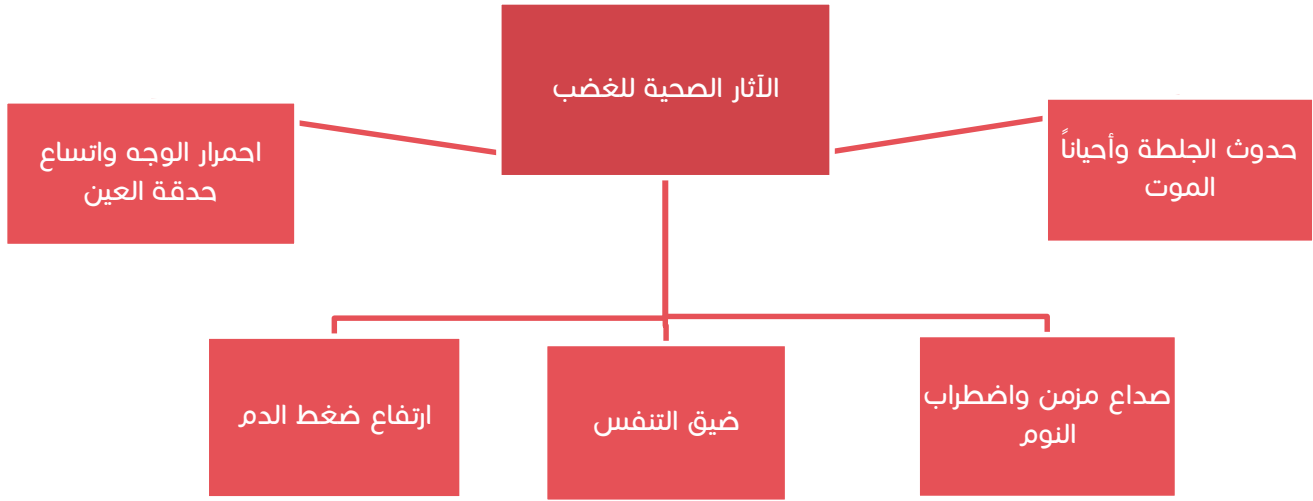 الآثار الصحية للغضب
حدوث الجلطة وأحياناً
الموت
احمرار الوجه واتساع
حدقة العين
صداع مزمن واضطراب
النوم
ضيق التنفس
ارتفاع ضغط الدم